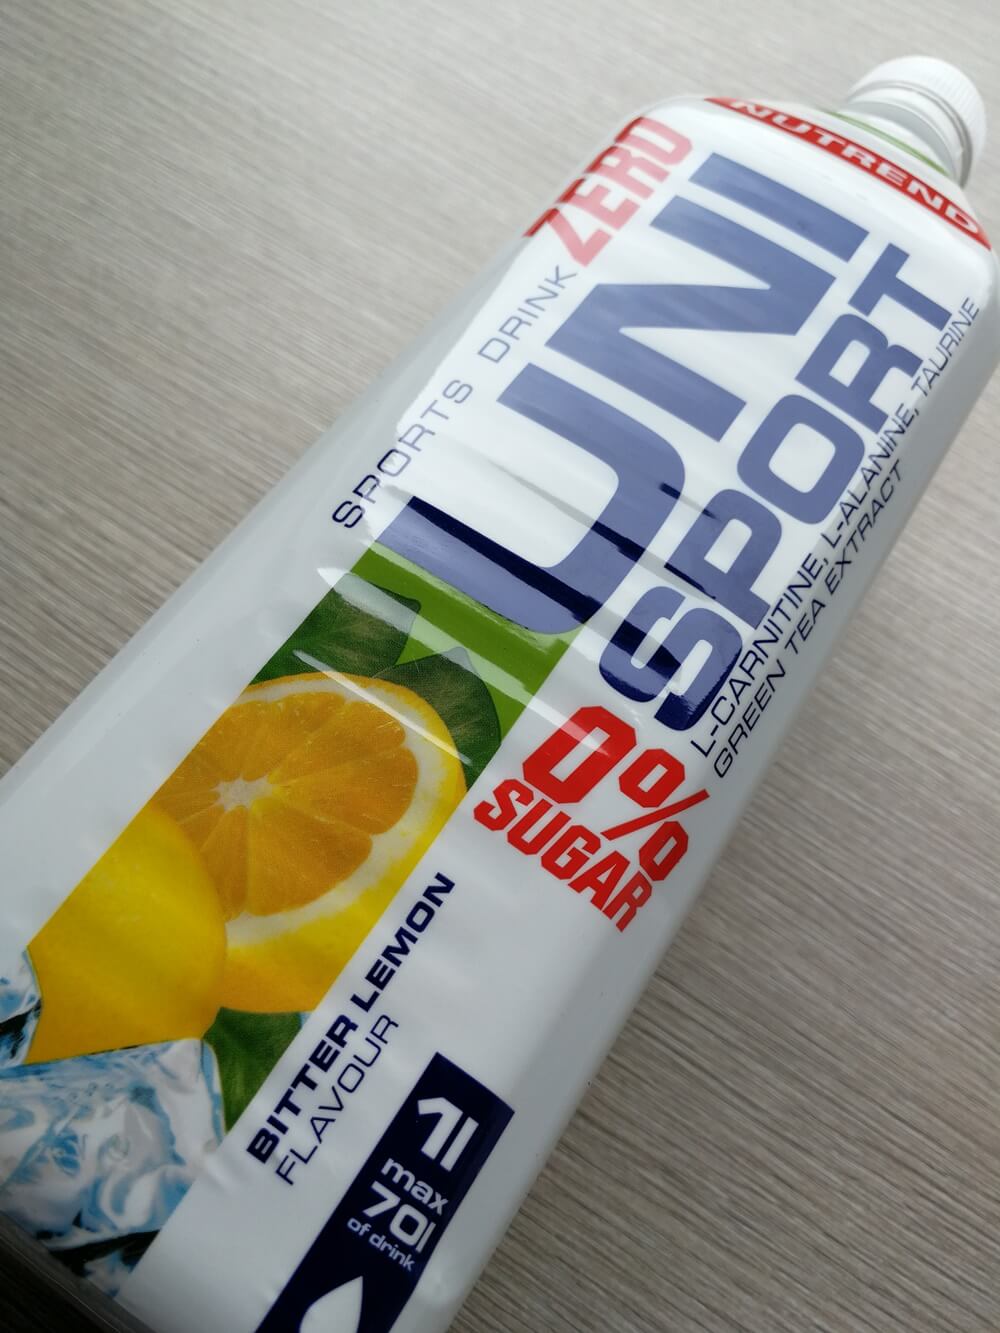 NUTREND
SPORTS DRINK ZERO
UNI
SPORT
L-CARNITINE, L-ALANINE, TAURINE
GREEN TEA EXTRACT
0%
SUGAR
BITTER LEMON
FLAVOUR
1l
max
70l
of drink